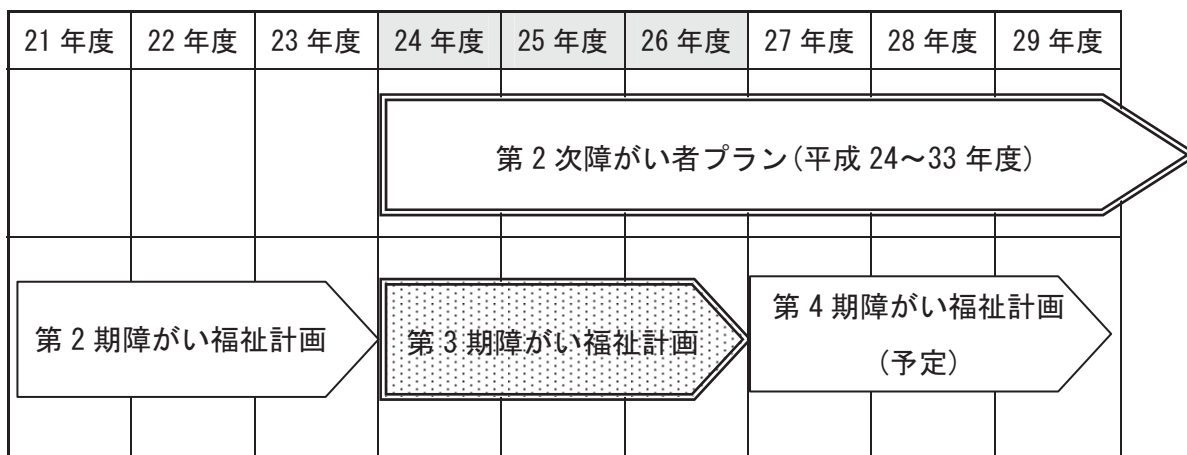 21 年度 22 年度 23 年度 24 年度 25 年度 26 年度 27 年度 28 年度 29 年度
第 2 次障がい者プラン(平成 24～33 年度)
第 2 期障がい福祉計画
第 3 期障がい福祉計画
第 4 期障がい福祉計画
(予定)